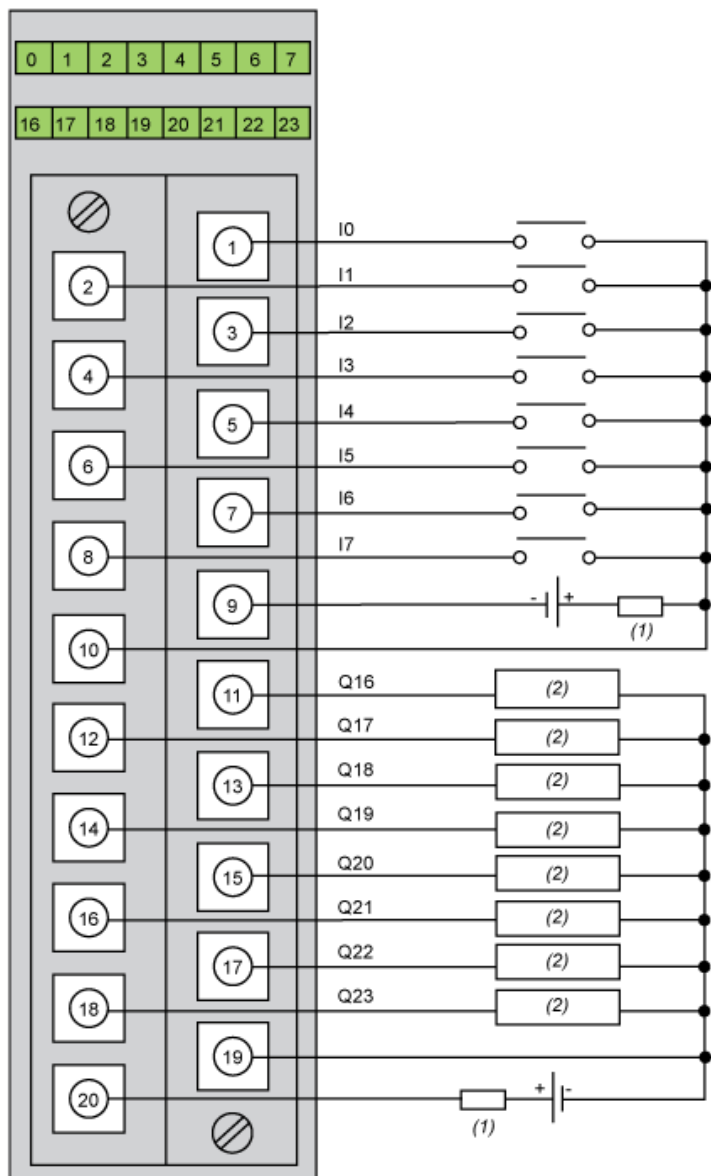 0 1 2 3 4 5 6 7
16 17 18 19 20 21 22 23
1 I0
2 I1
3 I2
4 I3
5 I4
6 I5
7 I6
8 I7
9 - +
(1)
10
11 Q16 (2)
12 Q17 (2)
13 Q18 (2)
14 Q19 (2)
15 Q20 (2)
16 Q21 (2)
17 Q22 (2)
18 Q23 (2)
19
20 + -
(1)